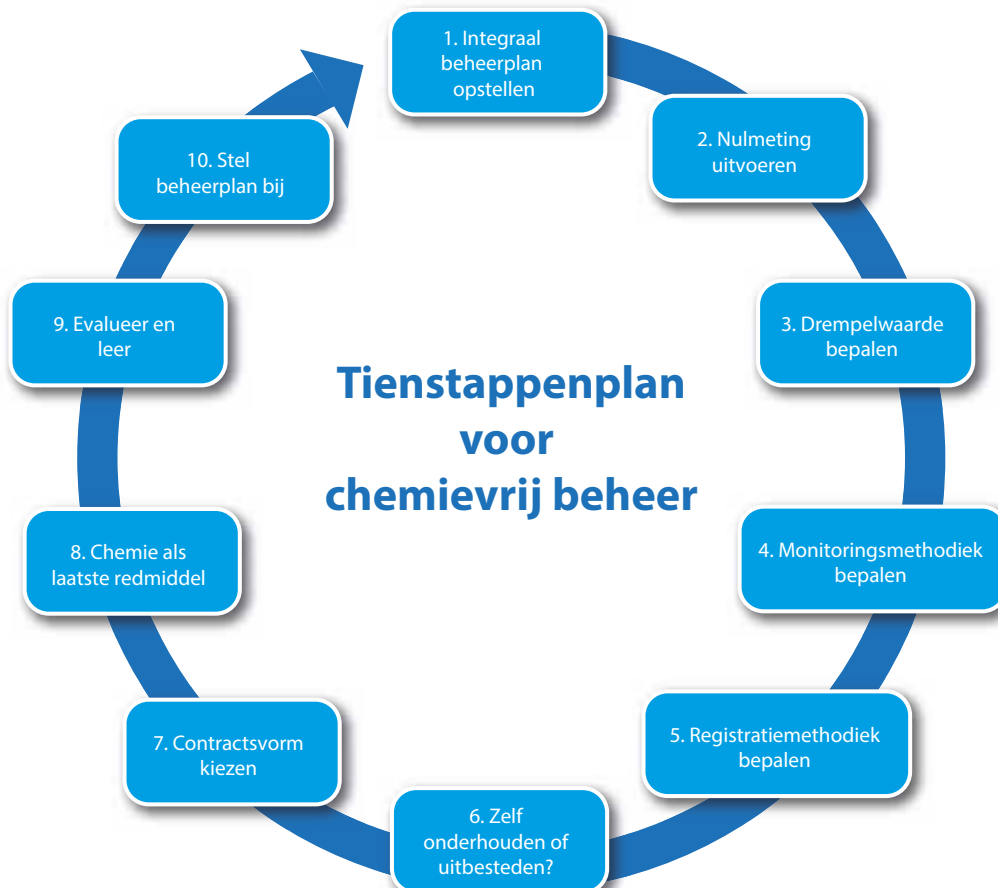 1. Integraal
beheerplan
opstellen
2. Nulmeting
uitvoeren
3. Drempelwaarde
bepalen
4. Monitoringsmethodiek
bepalen
5. Registratiemethodiek
bepalen
6. Zelf
onderhouden of
uitbesteden?
7. Contractsvorm
kiezen
8. Chemie als
laatste redmiddel
9. Evalueer en
leer
10. Stel
beheerplan bij
Tienstappenplan
voor
chemievrij beheer